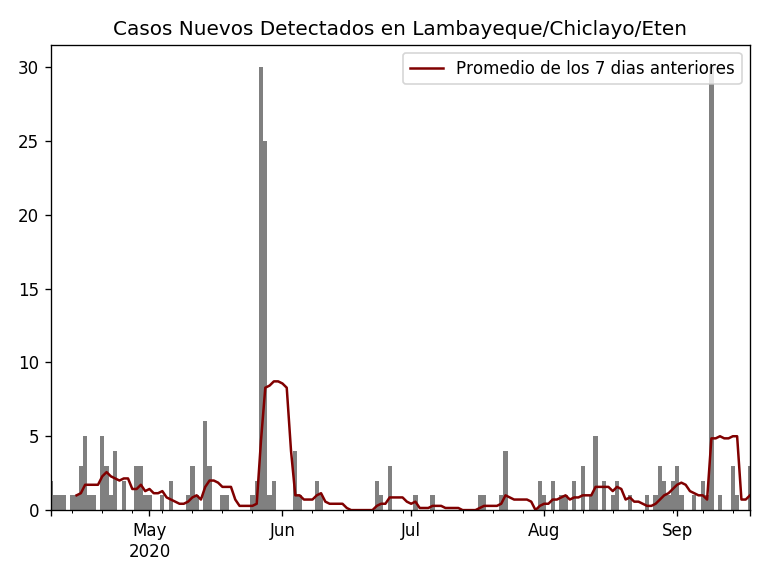 Casos Nuevos Detectados en Lambayeque/Chiclayo/Eten
Promedio de los 7 dias anteriores
30
25
20
15
10
5
0
May Jun Jul Aug Sep
2020